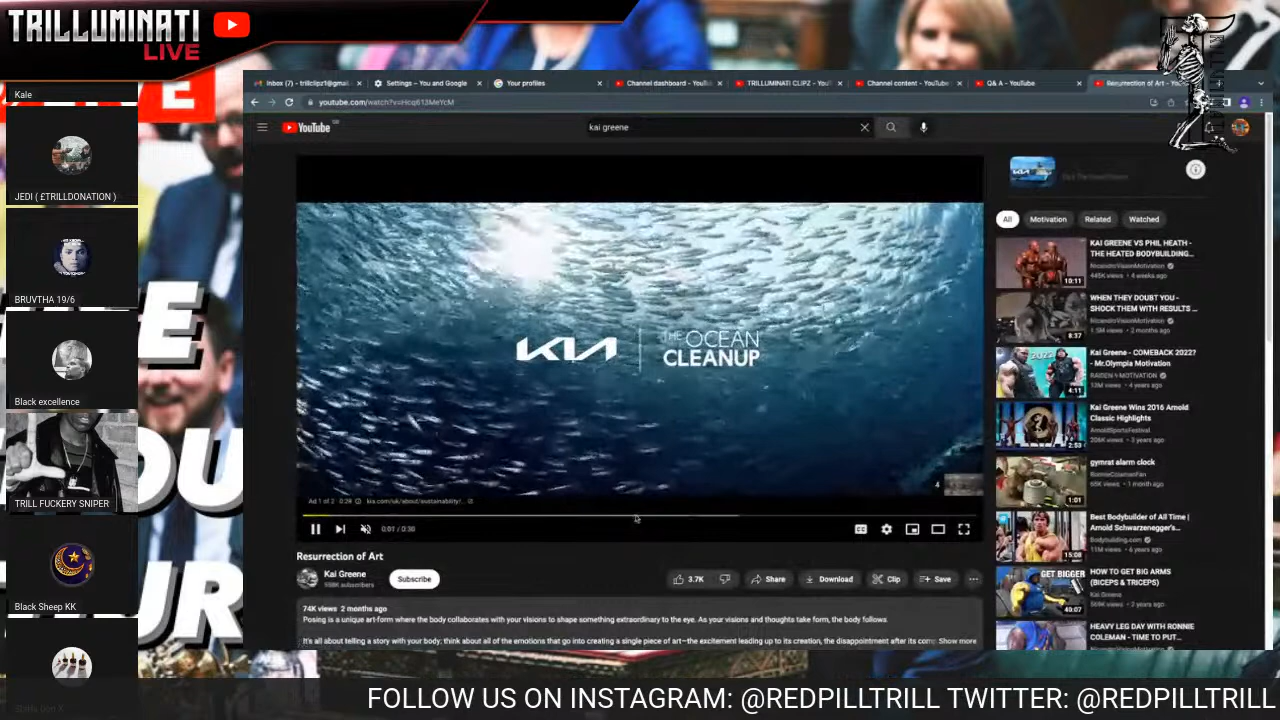 TRILLUMINATI
LIVE
Kale
JEDI ( £TRILLDONATION )
BRUVTHA 19/6
Black excellence
TRILL FUCKERY SNIPER
Black Sheep KK
E
OU
UR
Inbox (7) - trillclipz1@gmai
Settings – You and Google
Your profiles
Channel dashboard - YouTu
TRILLUMINATI CLIPZ - You
Channel content - YouTube
Q & A - YouTube
Resurrection of Art - You
youtube.com/watch?v=Hcq613MeYcM
YouTube
kai greene
KIA THE OCEAN
CLEANUP
4
Ad 1 of 2 · 0:28 kia.com/uk/about/sustainability/...
0:01 / 0:30
Resurrection of Art
Kai Greene
subscribers
Subscribe
3.7K
Share
Download
Clip
Save
74K views 2 months ago
Posing is a unique art-form where the body collaborates with your visions to shape something extraordinary to the eye. As your visions and thoughts take form, the body follows.
It's all about telling a story with your body; think about all of the emotions that go into creating a single piece of art—the excitement leading up to its creation, the disappointment after its com Show more
All
Motivation
Related
Watched
KAI GREENE VS PHIL HEATH -
THE HEATED BODYBUILDING...
NicandroVisionMotivation
445K views • 4 weeks ago
10:11
WHEN THEY DOUBT YOU -
SHOCK THEM WITH RESULTS ...
NicandroVisionMotivation
1.5M views • 2 months ago
8:37
Kai Greene - COMEBACK 2022?
- Mr.Olympia Motivation
RAIDEN MOTIVATION
13M views • 4 years ago
4:11
Kai Greene Wins 2016 Arnold
Classic Highlights
ArnoldSportsFestival
206K views • 3 years ago
2:53
gymrat alarm clock
RonnieColemanFan
65K views • 1 month ago
1:01
Best Bodybuilder of All Time |
Arnold Schwarzenegger's...
Bodybuilding.com
11M views • 6 years ago
15:08
HOW TO GET BIG ARMS
(BICEPS & TRICEPS)
Kai Greene
569K views • 2 years ago
GET BIGGER
40:07
HEAVY LEG DAY WITH RONNIE
COLEMAN - TIME TO PUT...
FOLLOW US ON INSTAGRAM: @REDPILLTRILL TWITTER: @REDPILLTRILL